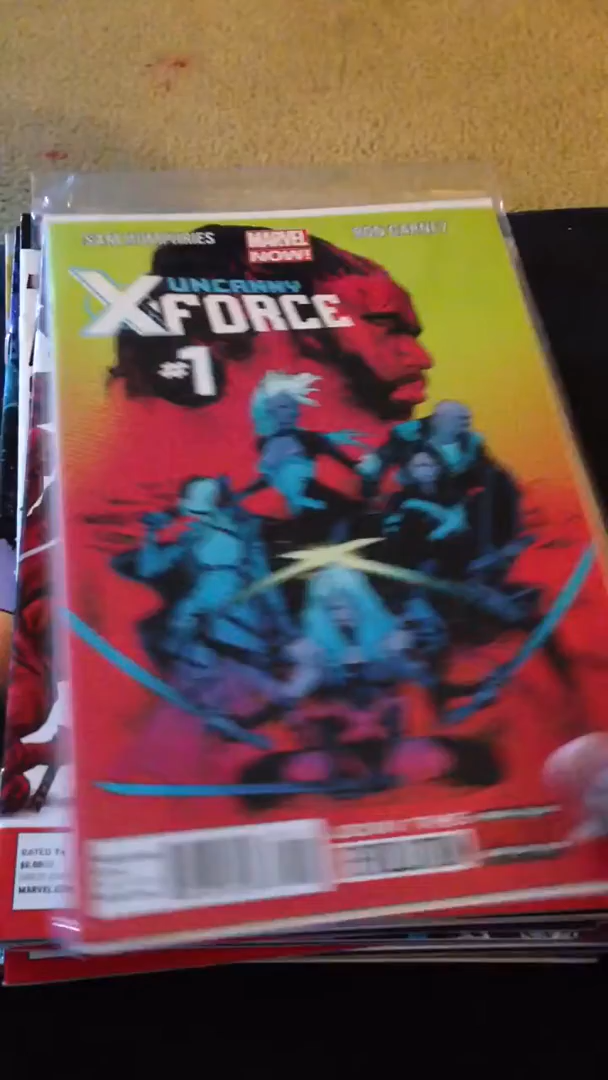 SAM HUMPHRIES
RON GARNEY
MARVEL
NOW!
UNCANNY
X-FORCE
#1
RATED T+
MARVEL.COM